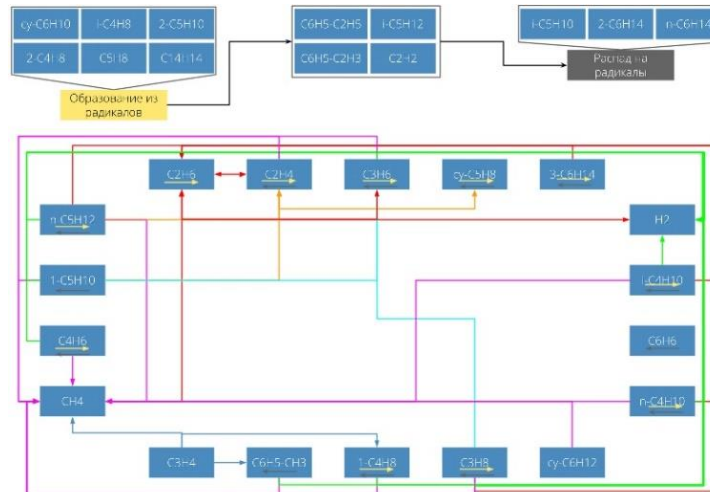 cy-C6H10 i-C4H8 2-C5H10
2-C4H8 C5H8 C14H14
Образование из
радикалов
C6H5-C2H5 i-C5H12
C6H5-C2H3 C2H2
i-C5H10 2-C6H14 n-C6H14
Распад на
радикалы
C2H6 C2H4 C3H6 cy-C5H8 3-C6H14
n-C5H12 H2
1-C5H10 i-C4H10
C4H6 C6H6
CH4 n-C4H10
C3H4 C6H5-CH3 1-C4H8 C3H8 cy-C6H12